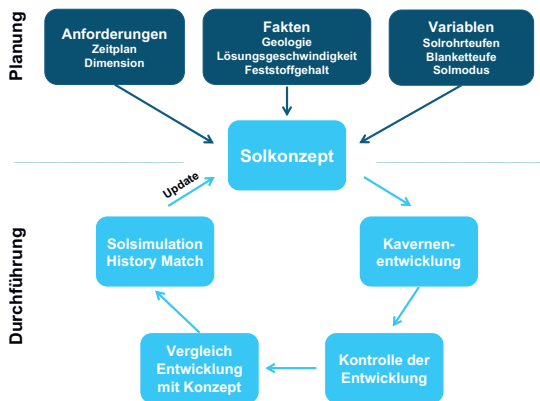 Planung
Anforderungen
Zeitplan
Dimension
Fakten
Geologie
Lösungsgeschwindigkeit
Feststoffgehalt
Variablen
Solrohrteufen
Blanketteufe
Solmodus
Solkonzept
Update
Durchführung
Solsimulation
History Match
Kavernen-
entwicklung
Vergleich
Entwicklung
mit Konzept
Kontrolle der
Entwicklung